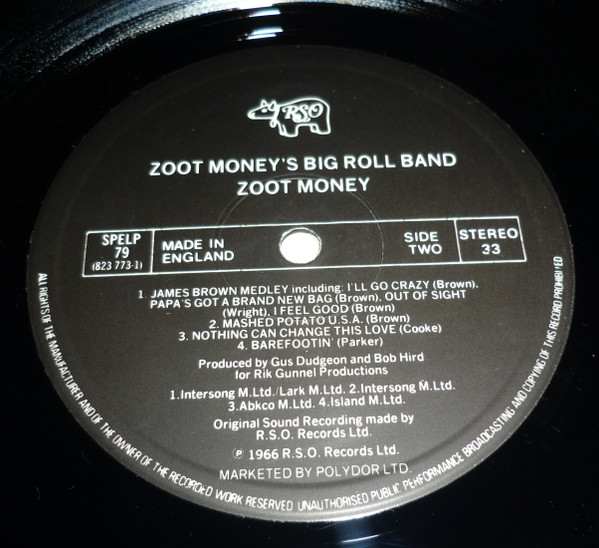 RSO
ZOOT MONEY'S BIG ROLL BAND
ZOOT MONEY
SPELP
79
(823 773-1)
MADE IN
ENGLAND
SIDE
TWO
STEREO
33
1. JAMES BROWN MEDLEY including: I'LL GO CRAZY (Brown),
PAPA'S GOT A BRAND NEW BAG (Brown), OUT OF SIGHT
(Wright), I FEEL GOOD (Brown)
2. MASHED POTATO U.S.A. (Brown)
3. NOTHING CAN CHANGE THIS LOVE (Cooke)
4. BAREFOOTIN' (Parker)
Produced by Gus Dudgeon and Bob Hird
for Rik Gunnel Productions
1.Intersong M.Ltd./Lark M.Ltd. 2.Intersong M.Ltd.
3.Abkco M.Ltd. 4.Island M.Ltd.
Original Sound Recording made by
R.S.O. Records Ltd.
℗ 1966 R.S.O. Records Ltd.
MARKETED BY POLYDOR LTD.
ALL RIGHTS OF THE MANUFACTURER AND OF THE OWNER OF THE RECORDED WORK RESERVED UNAUTHORISED PUBLIC PERFORMANCE BROADCASTING AND COPYING OF THIS RECORD PROHIBITED